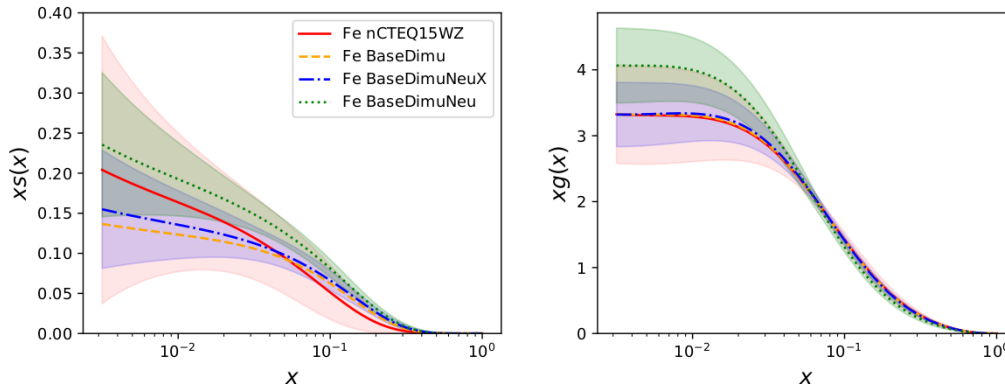 0.40
0.35
0.30
0.25
0.20
0.15
0.10
0.05
0.00
xs(x)
10⁻²
10⁻¹
10⁰
x
Fe nCTEQ15WZ
Fe BaseDimu
Fe BaseDimuNeuX
Fe BaseDimuNeu
4
3
2
1
0
xg(x)
10⁻²
10⁻¹
10⁰
x